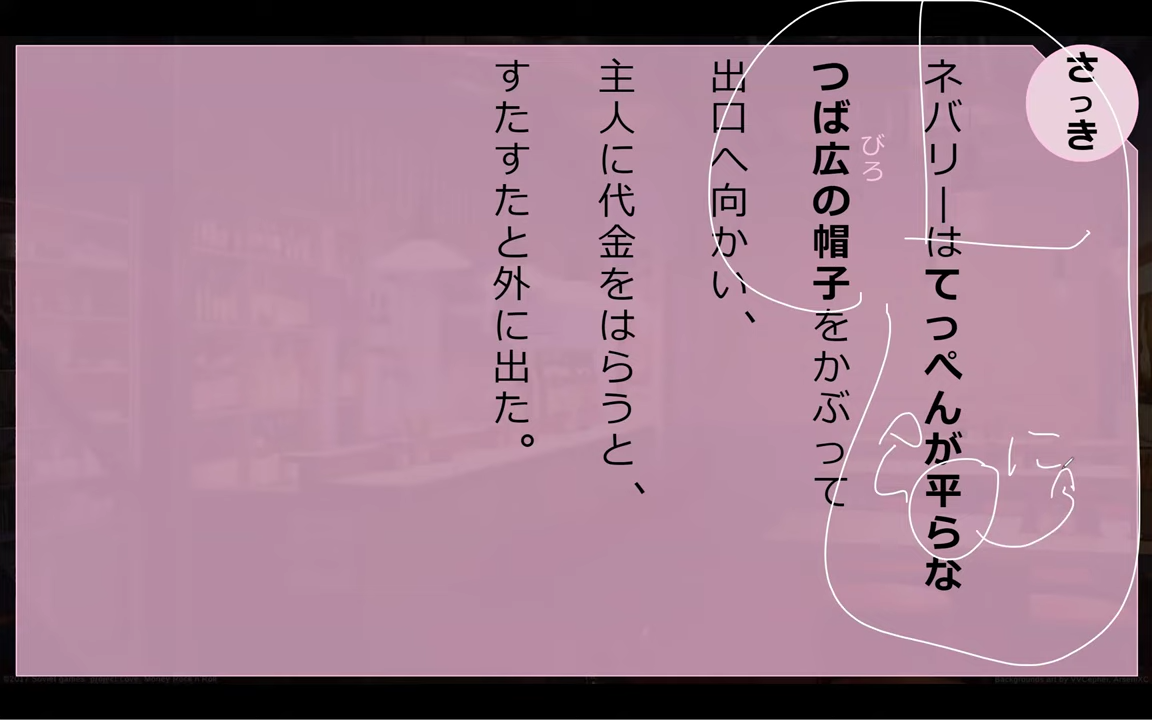 さっき
ネバリーはてっぺんが平らな
つば広の帽子をかぶって
びろ
出口へ向かい、
主人に代金をはらうと、
すたすたと外に出た。